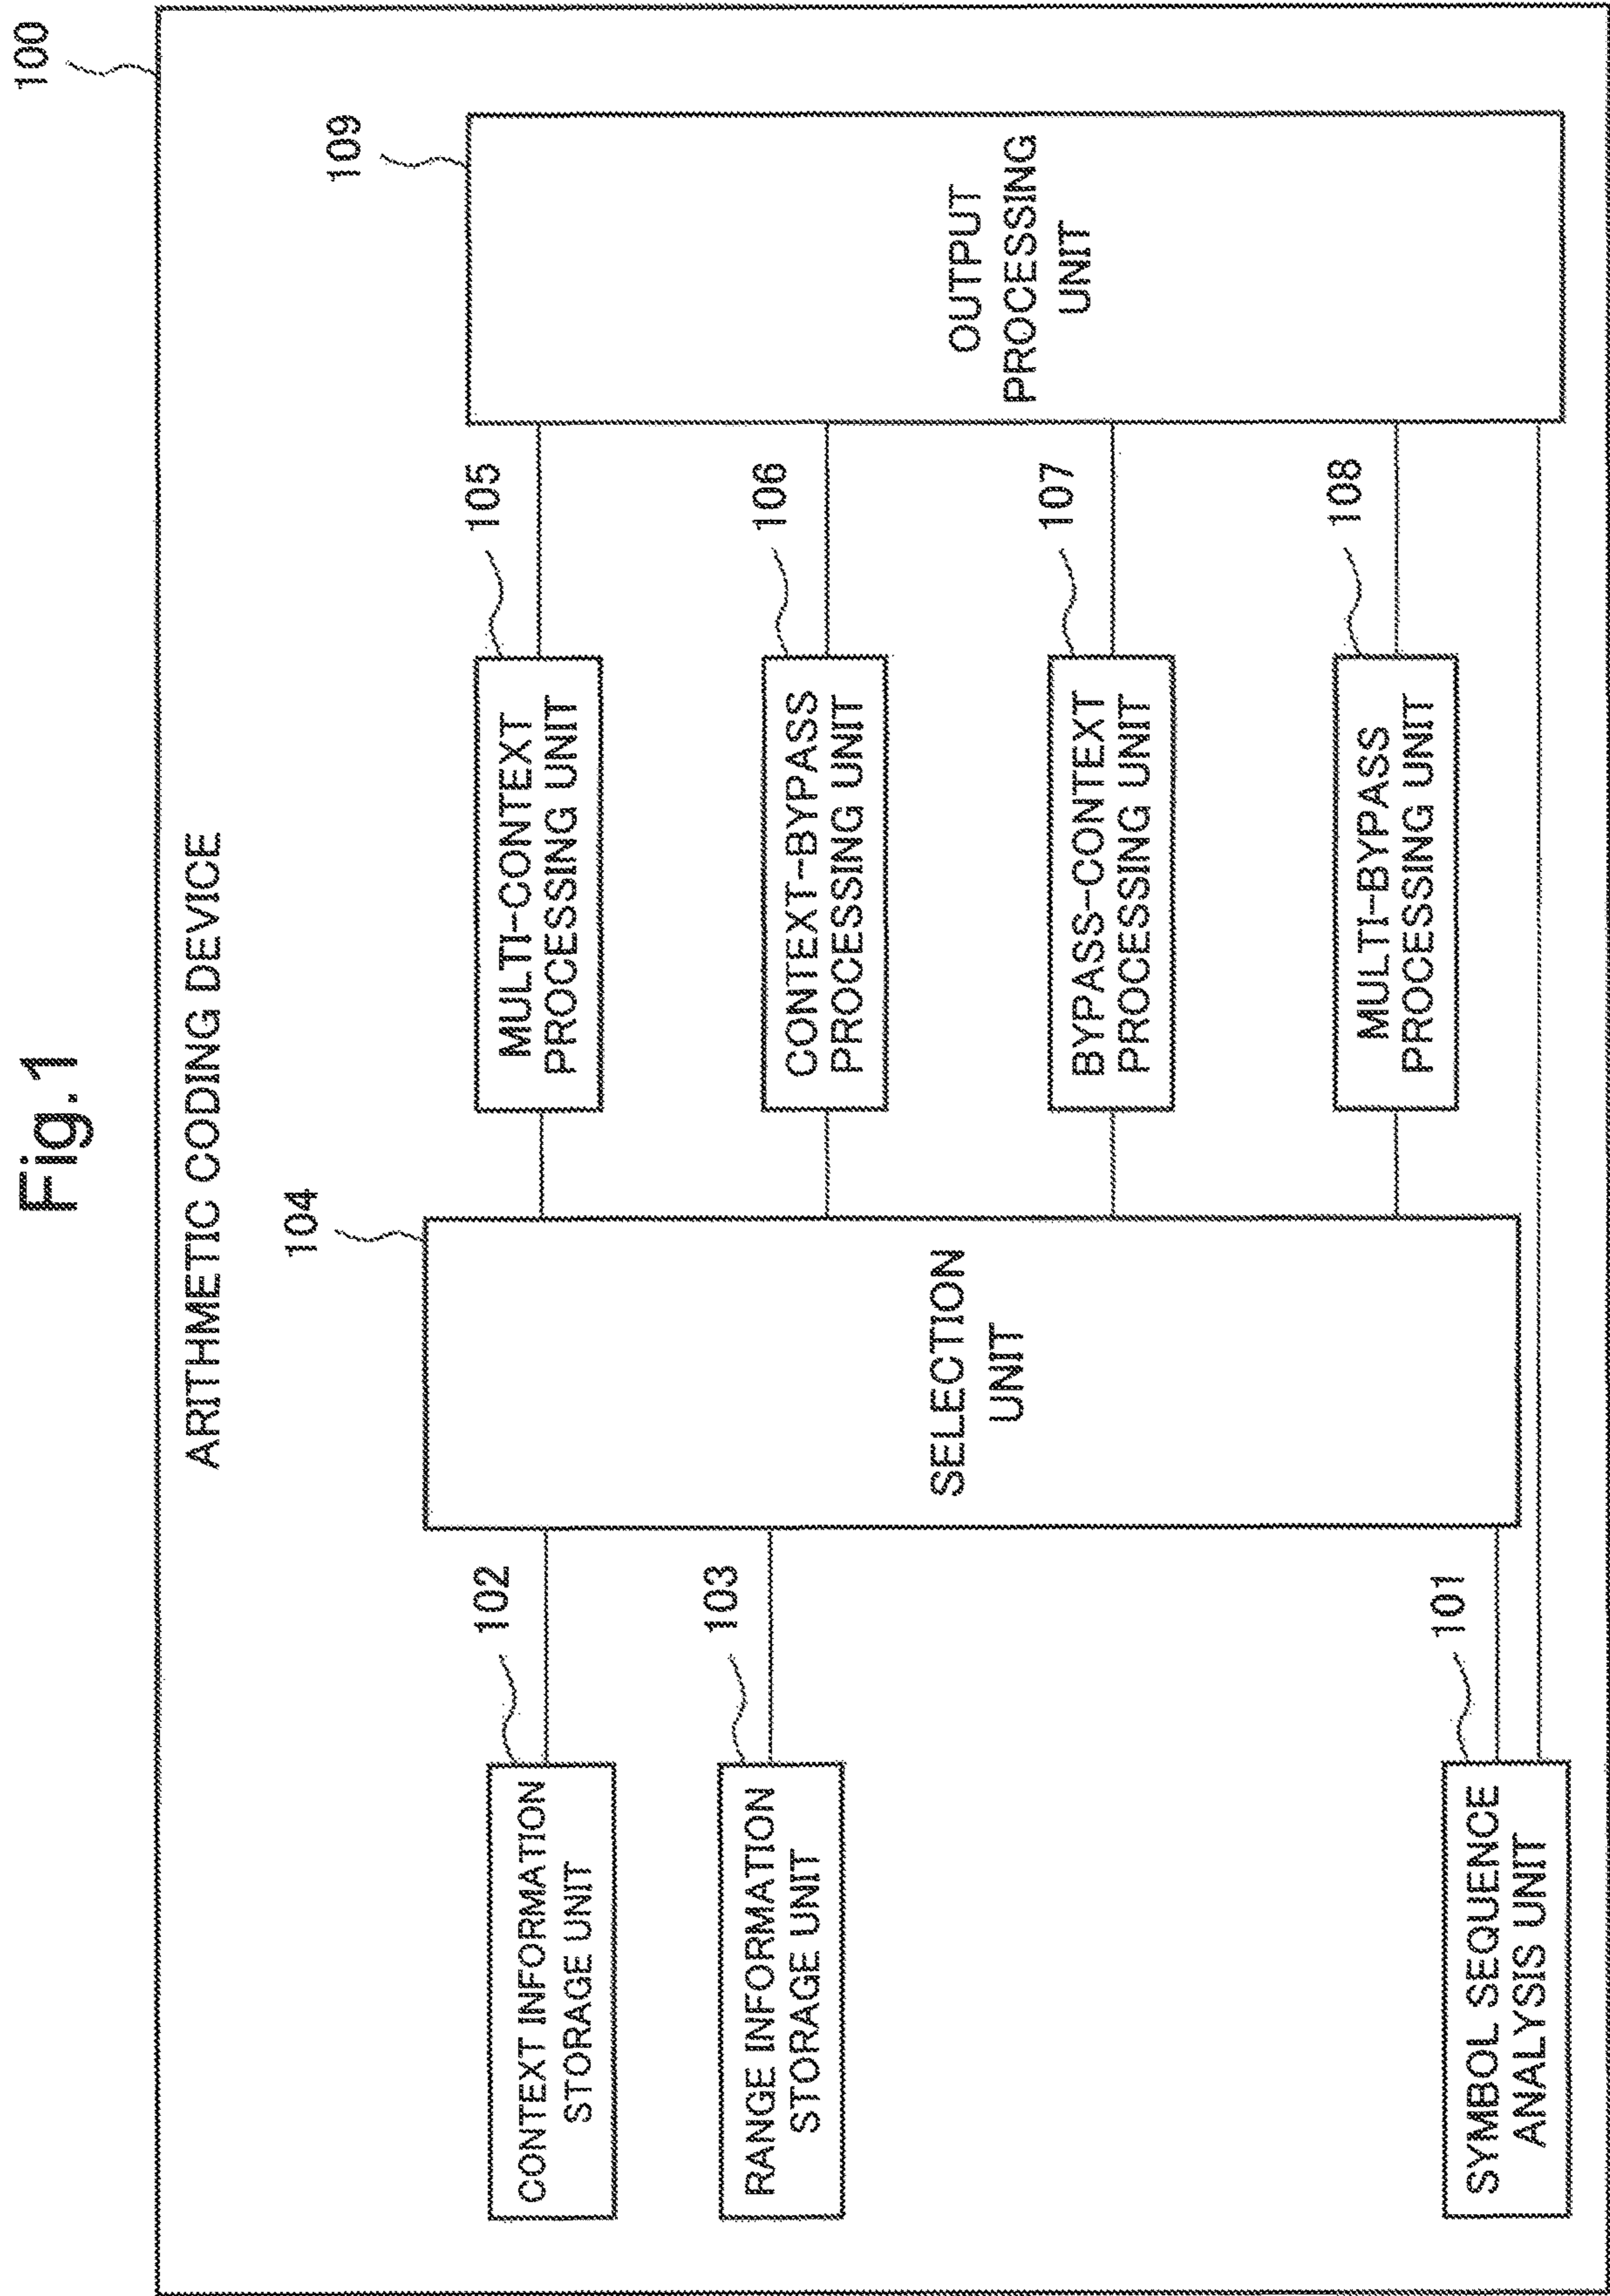 Fig.1
100
ARITHMETIC CODING DEVICE
102
CONTEXT INFORMATION
STORAGE UNIT
103
RANGE INFORMATION
STORAGE UNIT
101
SYMBOL SEQUENCE
ANALYSIS UNIT
104
SELECTION
UNIT
105
MULTI-CONTEXT
PROCESSING UNIT
106
CONTEXT-BYPASS
PROCESSING UNIT
107
BYPASS-CONTEXT
PROCESSING UNIT
108
MULTI-BYPASS
PROCESSING UNIT
109
OUTPUT
PROCESSING
UNIT